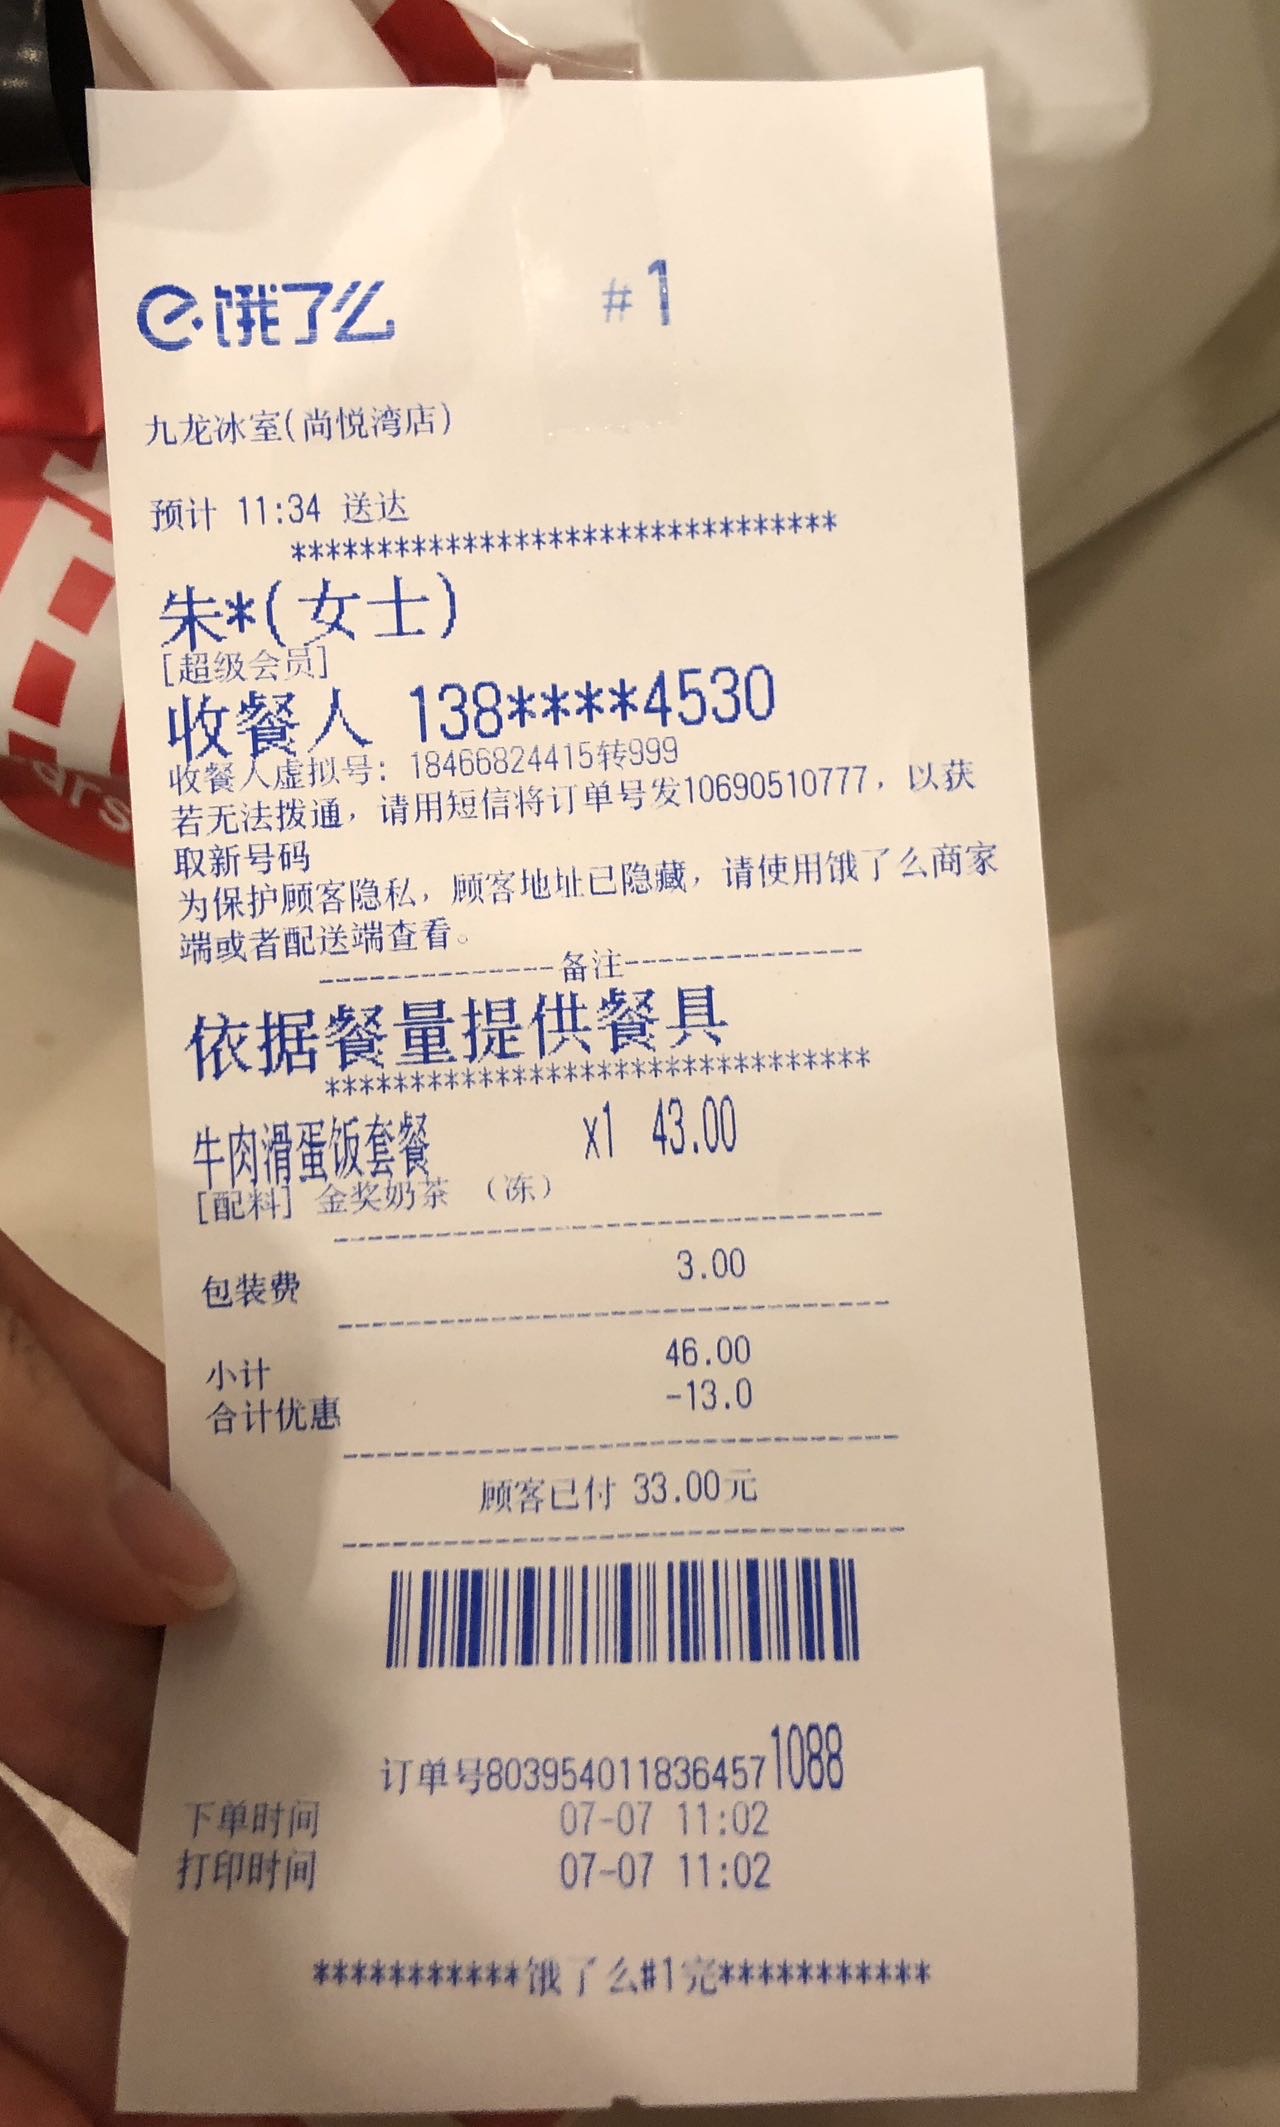 饿了么 #1
九龙冰室(尚悦湾店)
预计 11:34 送达
********************************
朱*(女士)
[超级会员]
收餐人 138****4530
收餐人虚拟号: 18466824415转999
若无法拨通，请用短信将订单号发10690510777，以获
取新号码
为保护顾客隐私，顾客地址已隐藏，请使用饿了么商家
端或者配送端查看。
--------------备注--------------
依据餐量提供餐具
********************************
牛肉滑蛋饭套餐 x1 43.00
[配料] 金奖奶茶 （冻）
包装费 3.00
小计 46.00
合计优惠 -13.0
顾客已付 33.00元
订单号8039540118364571088
下单时间 07-07 11:02
打印时间 07-07 11:02
***********饿了么#1完***********
ars